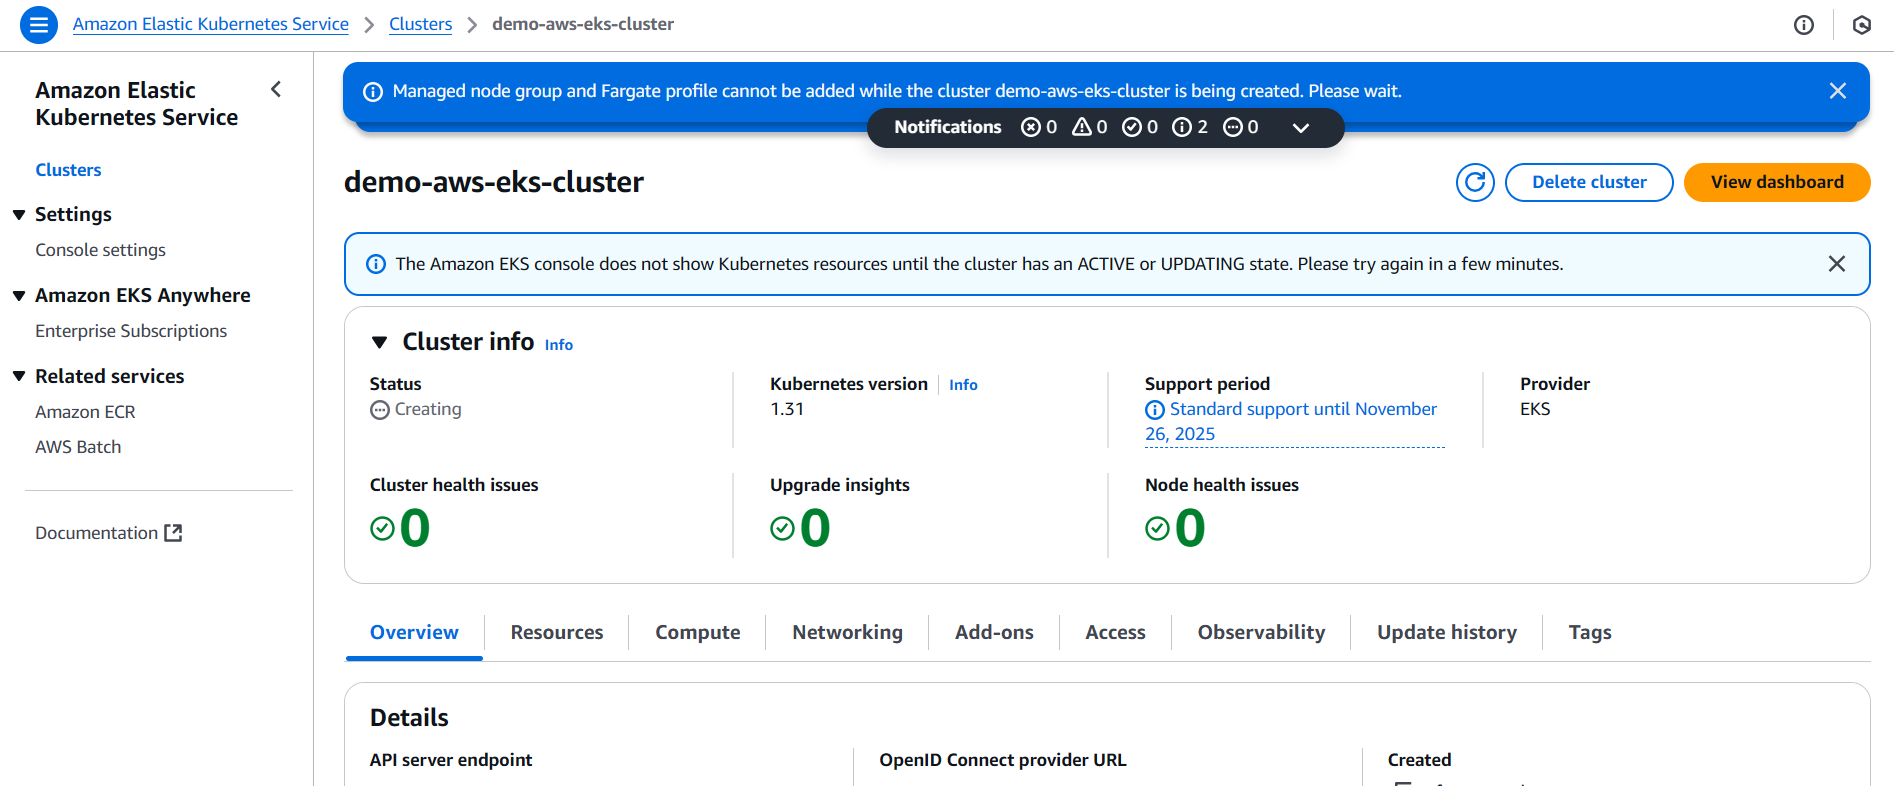 Amazon Elastic Kubernetes Service > Clusters > demo-aws-eks-cluster
Amazon Elastic
Kubernetes Service
Clusters
Settings
Console settings
Amazon EKS Anywhere
Enterprise Subscriptions
Related services
Amazon ECR
AWS Batch
Documentation
Managed node group and Fargate profile cannot be added while the cluster demo-aws-eks-cluster is being created. Please wait.
Notifications 0 0 0 2 0
demo-aws-eks-cluster
Delete cluster
View dashboard
The Amazon EKS console does not show Kubernetes resources until the cluster has an ACTIVE or UPDATING state. Please try again in a few minutes.
Cluster info Info
Status
Creating
Kubernetes version Info
1.31
Support period
Standard support until November
26, 2025
Provider
EKS
Cluster health issues
0
Upgrade insights
0
Node health issues
0
Overview Resources Compute Networking Add-ons Access Observability Update history Tags
Details
API server endpoint
OpenID Connect provider URL
Created